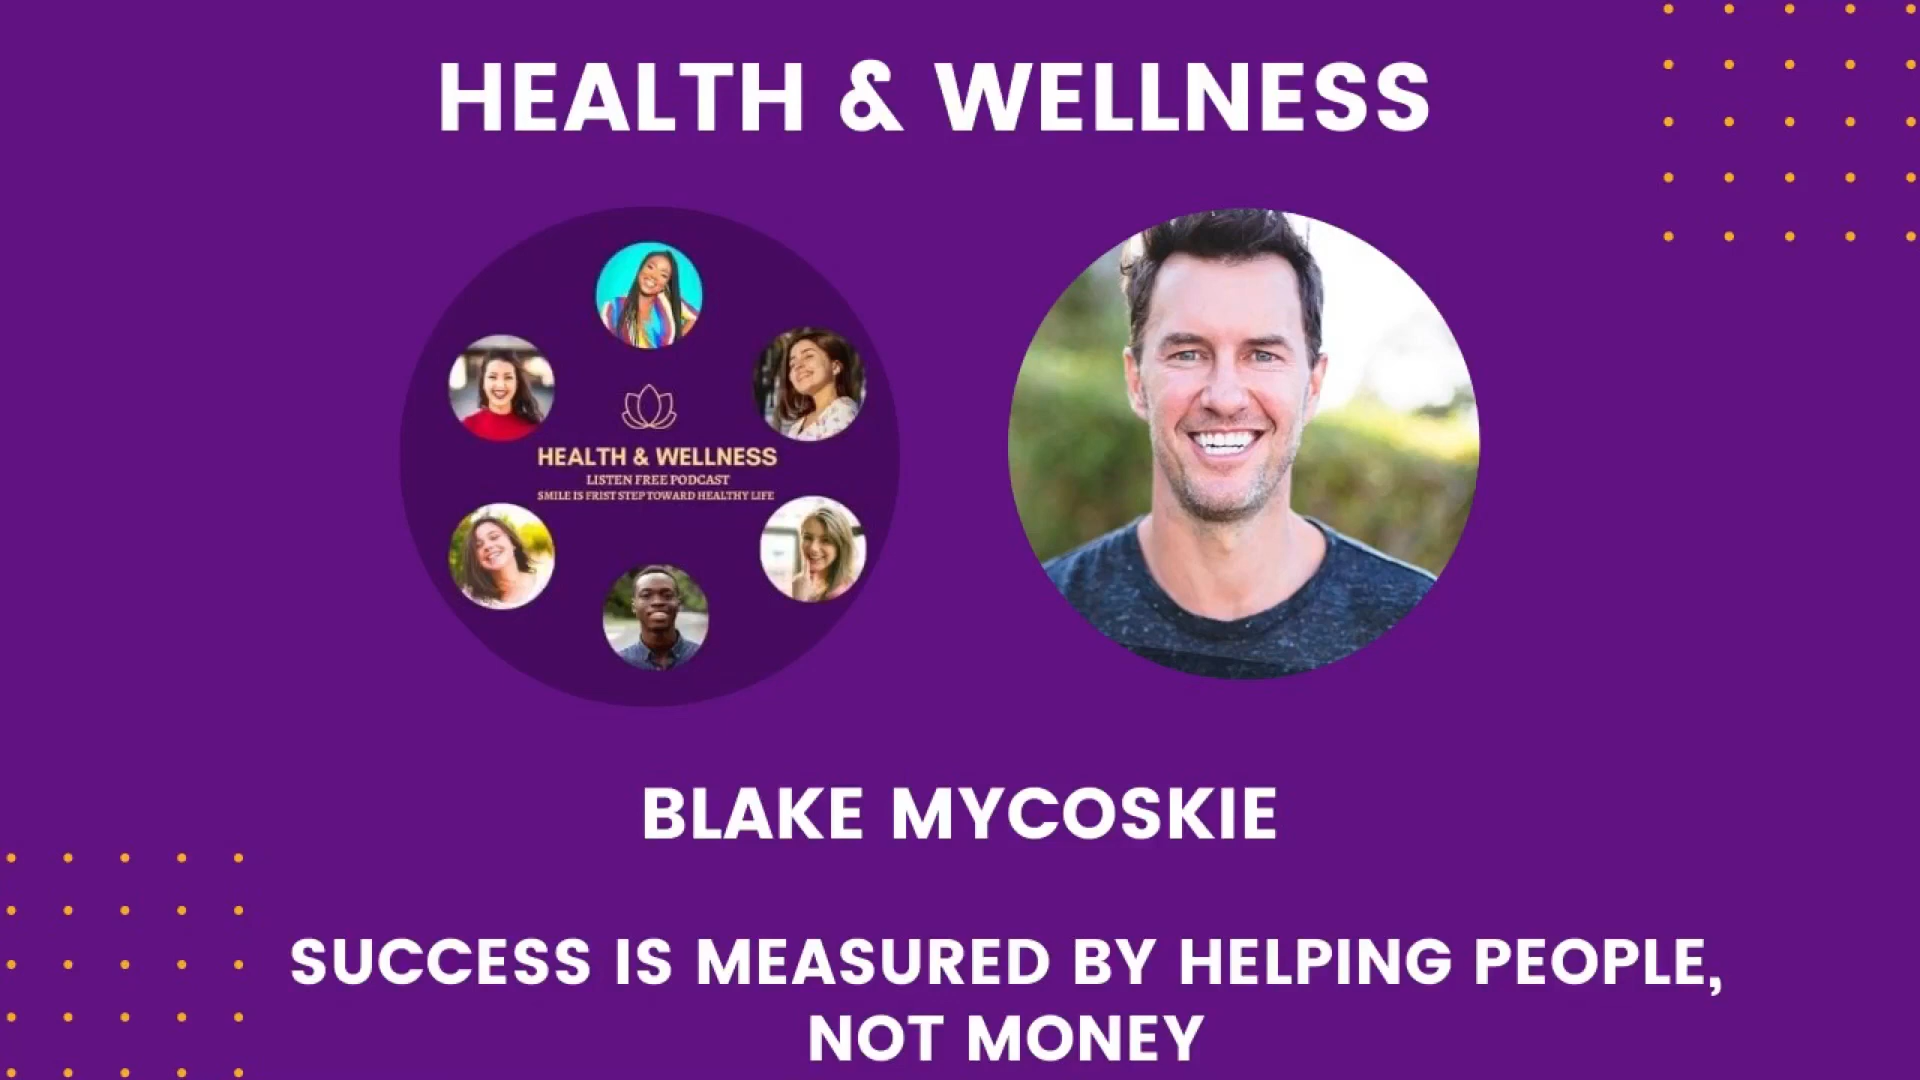 HEALTH & WELLNESS
HEALTH & WELLNESS
LISTEN FREE PODCAST
SMILE IS FRIST STEP TOWARD HEALTHY LIFE
BLAKE MYCOSKIE
SUCCESS IS MEASURED BY HELPING PEOPLE,
NOT MONEY